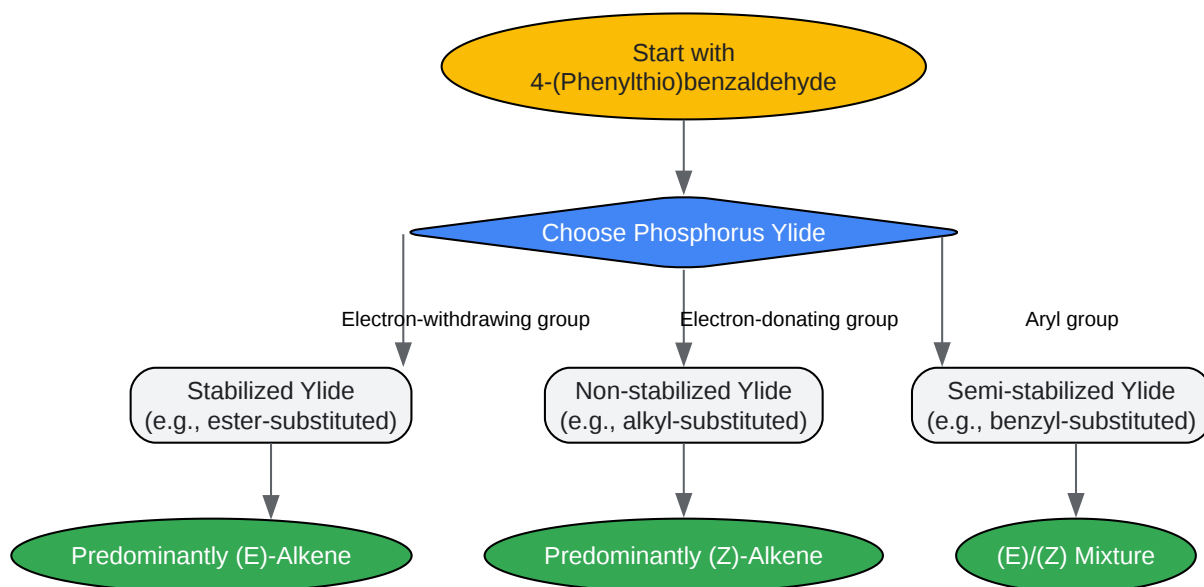 Start with
4-(Phenylthio)benzaldehyde
Choose Phosphorus Ylide
Electron-withdrawing group
Electron-donating group
Aryl group
Stabilized Ylide
(e.g., ester-substituted)
Non-stabilized Ylide
(e.g., alkyl-substituted)
Semi-stabilized Ylide
(e.g., benzyl-substituted)
Predominantly (E)-Alkene
Predominantly (Z)-Alkene
(E)/(Z) Mixture